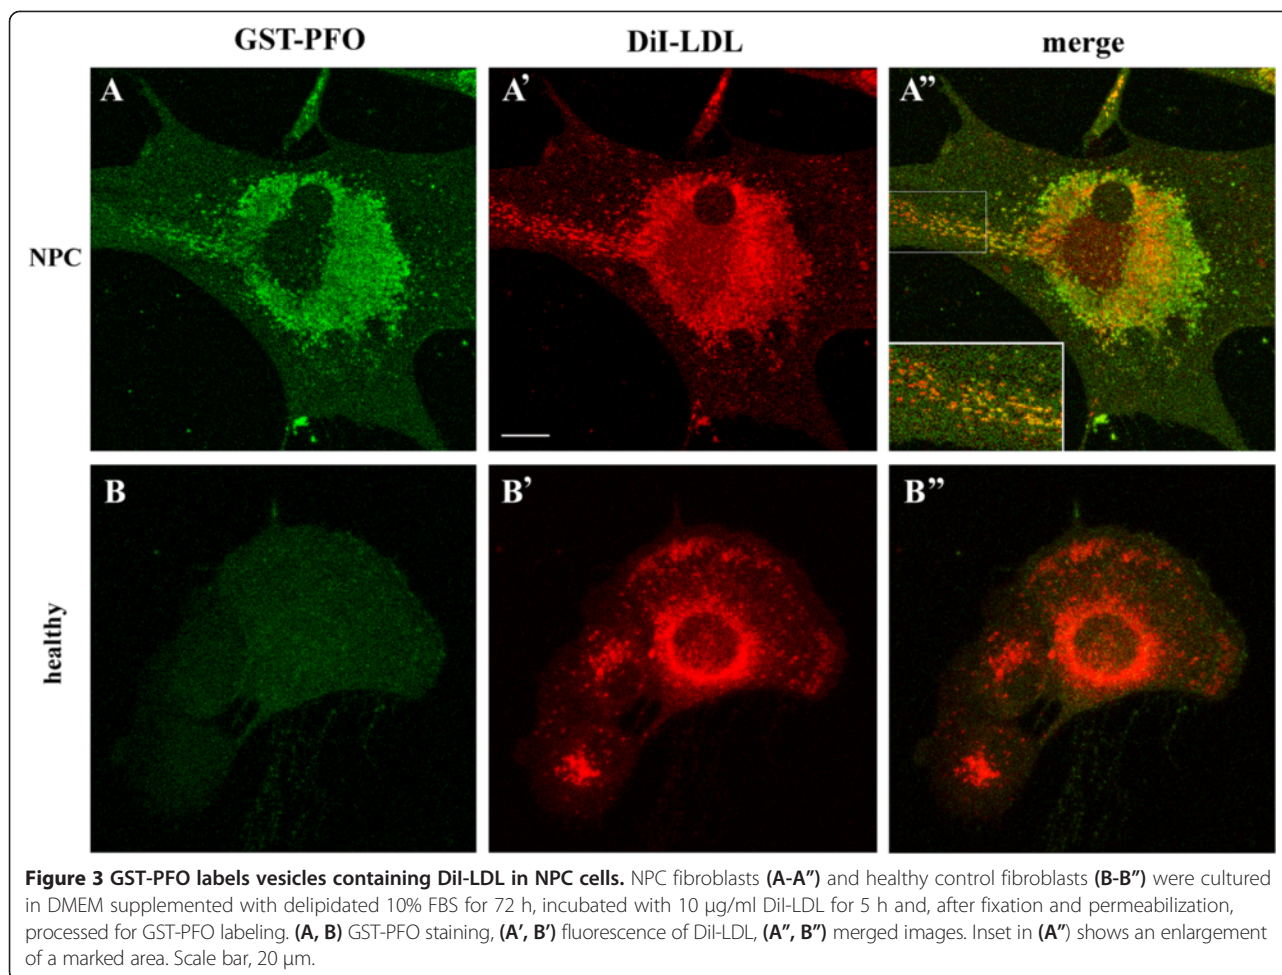 GST-PFO DiI-LDL merge
A A’ A”
NPC
B B’ B”
healthy
Figure 3 GST-PFO labels vesicles containing DiI-LDL in NPC cells. NPC fibroblasts (A-A”) and healthy control fibroblasts (B-B”) were cultured
in DMEM supplemented with delipidated 10% FBS for 72 h, incubated with 10 μg/ml DiI-LDL for 5 h and, after fixation and permeabilization,
processed for GST-PFO labeling. (A, B) GST-PFO staining, (A’, B’) fluorescence of DiI-LDL, (A”, B”) merged images. Inset in (A”) shows an enlargement
of a marked area. Scale bar, 20 μm.